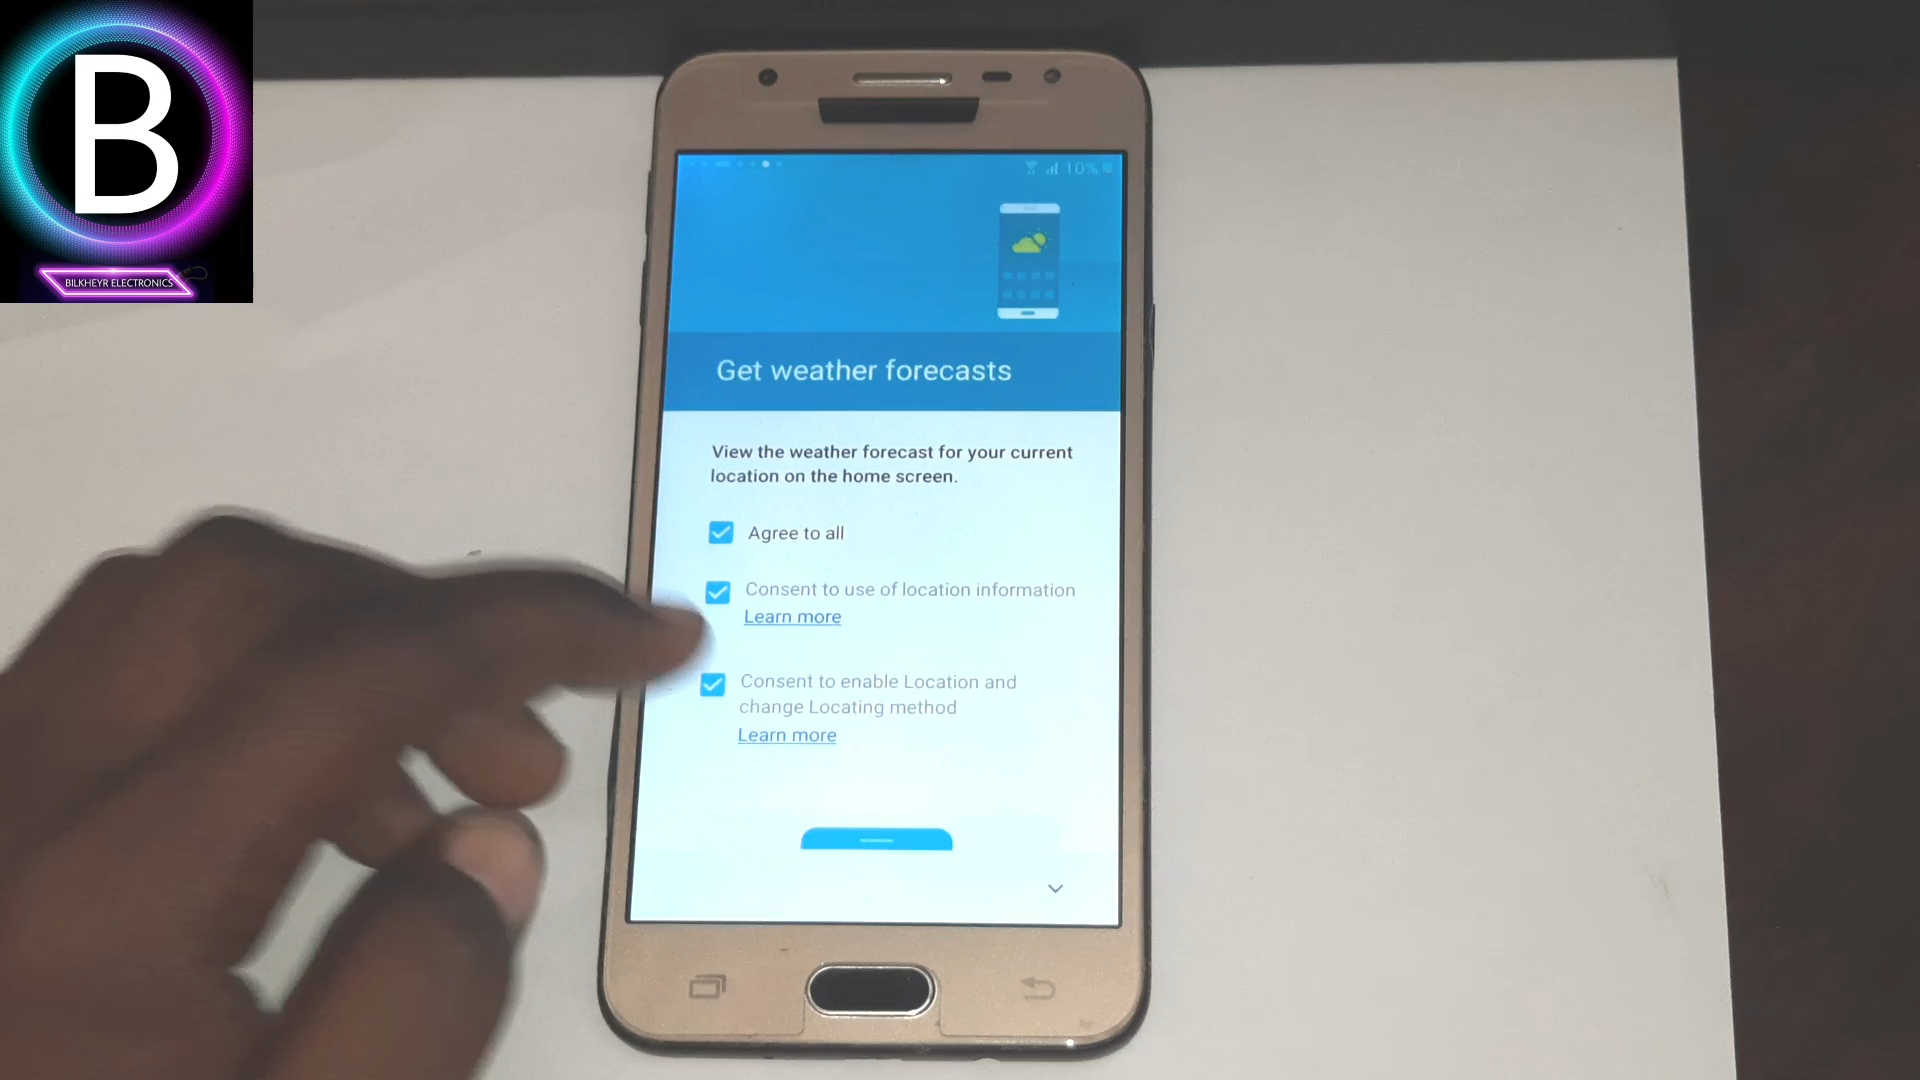 B
BILKHEYR ELECTRONICS
10%
Get weather forecasts
View the weather forecast for your current
location on the home screen.
Agree to all
Consent to use of location information
Learn more
Consent to enable Location and
change Locating method
Learn more